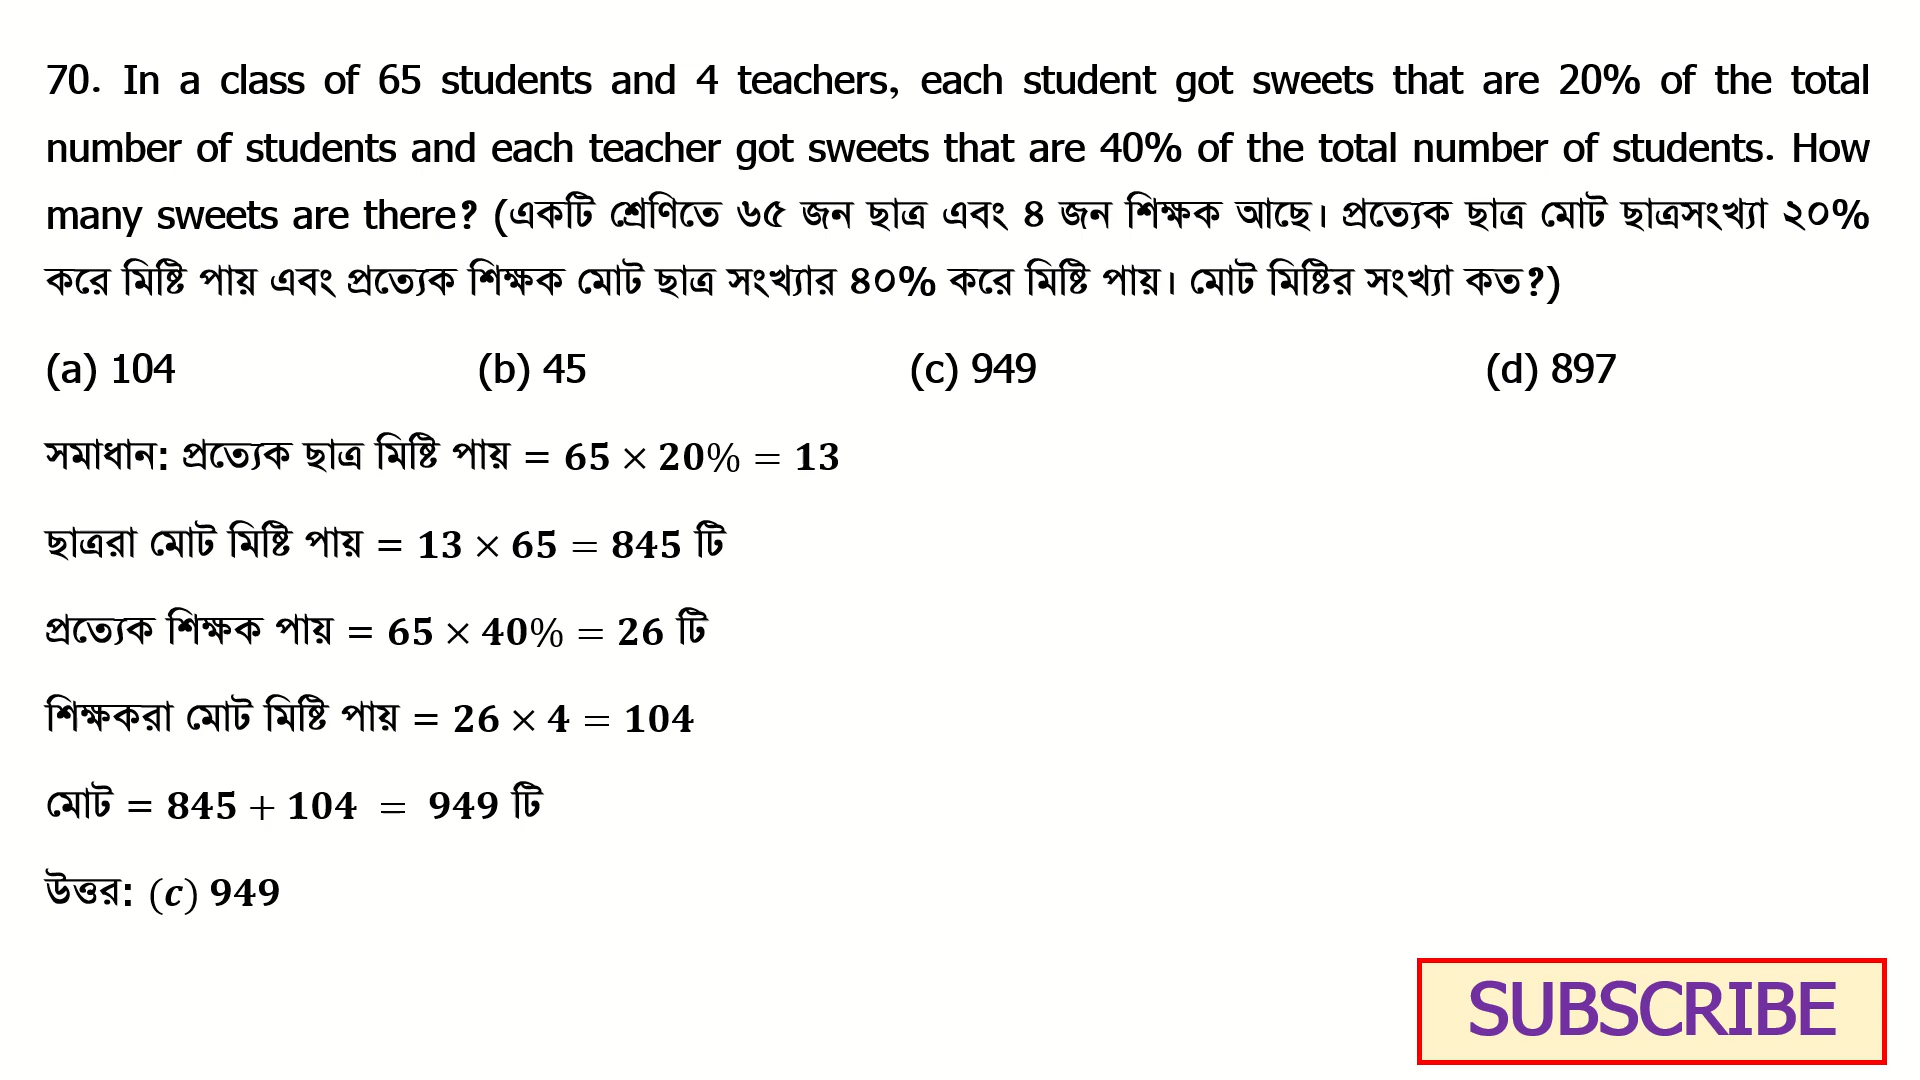 70. In a class of 65 students and 4 teachers, each student got sweets that are 20% of the total
number of students and each teacher got sweets that are 40% of the total number of students. How
many sweets are there? (একটি শ্রেণিতে ৬৫ জন ছাত্র এবং ৪ জন শিক্ষক আছে। প্রত্যেক ছাত্র মোট ছাত্রসংখ্যা ২০%
করে মিষ্টি পায় এবং প্রত্যেক শিক্ষক মোট ছাত্র সংখ্যার ৪০% করে মিষ্টি পায়। মোট মিষ্টির সংখ্যা কত?)
(a) 104 (b) 45 (c) 949 (d) 897
সমাধান: প্রত্যেক ছাত্র মিষ্টি পায় = 65 × 20% = 13
ছাত্ররা মোট মিষ্টি পায় = 13 × 65 = 845 টি
প্রত্যেক শিক্ষক পায় = 65 × 40% = 26 টি
শিক্ষকরা মোট মিষ্টি পায় = 26 × 4 = 104
মোট = 845 + 104 = 949 টি
উত্তর: (c) 949
SUBSCRIBE